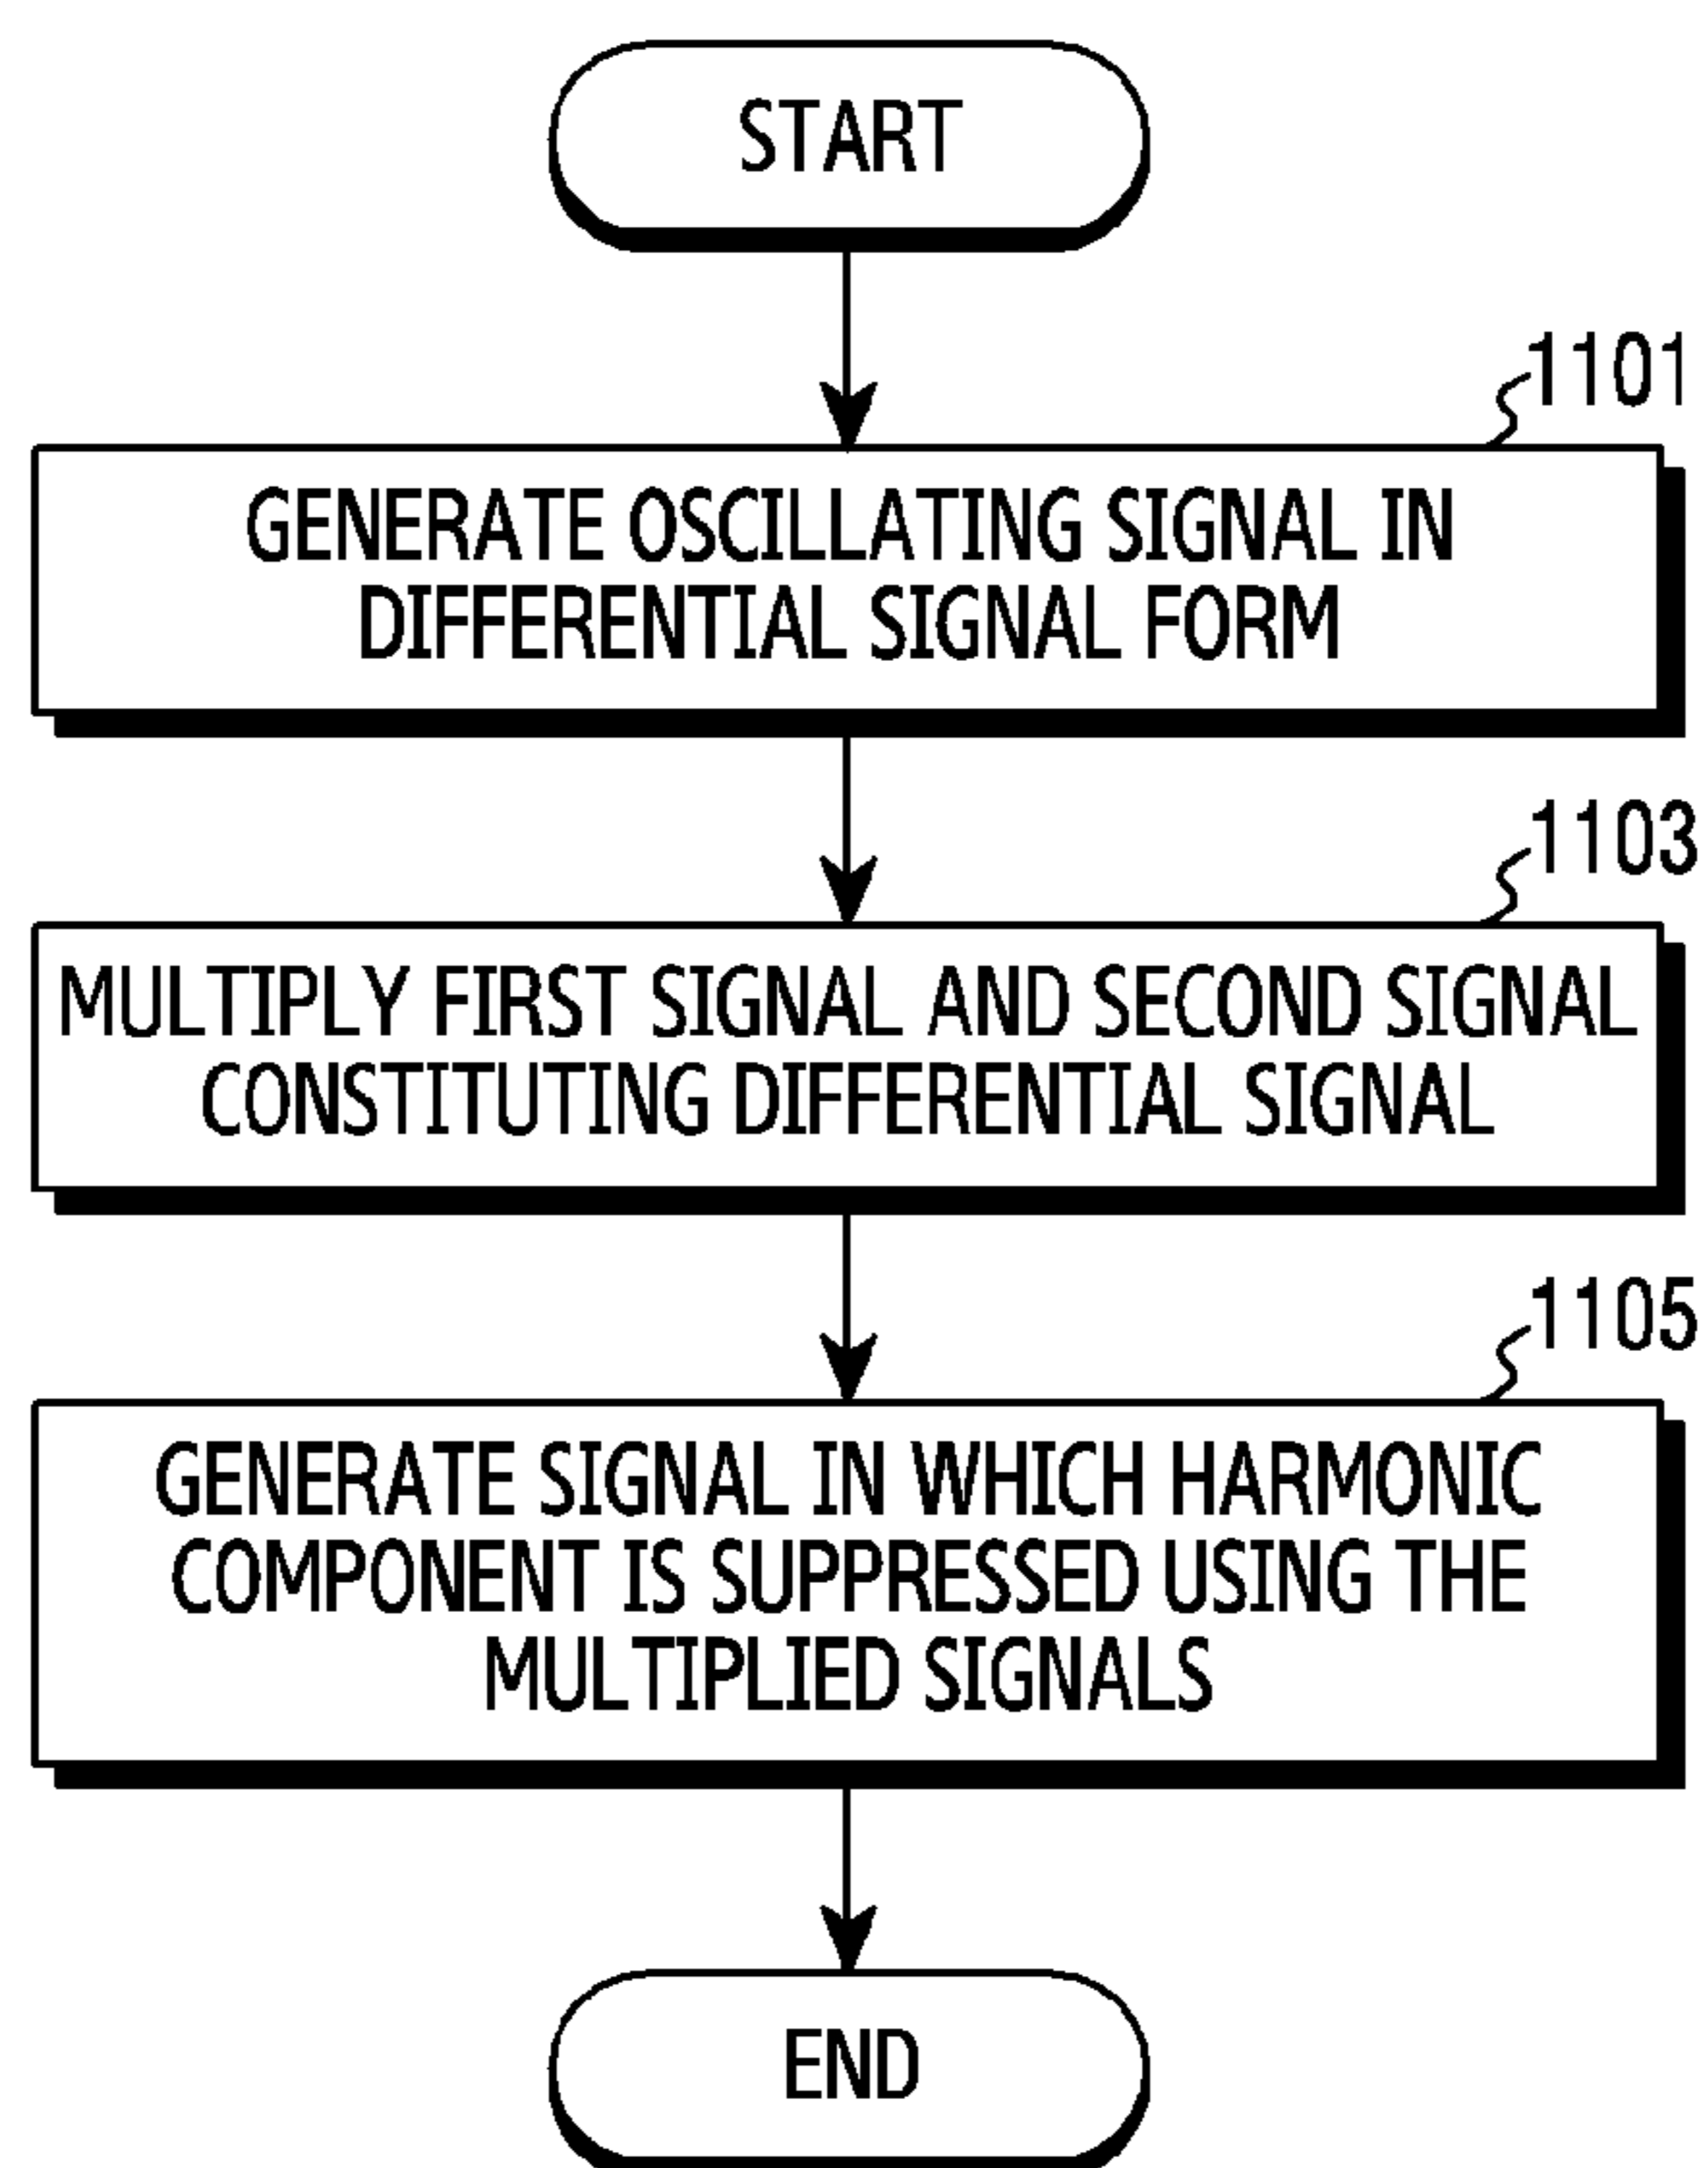 START
1101
GENERATE OSCILLATING SIGNAL IN
DIFFERENTIAL SIGNAL FORM
1103
MULTIPLY FIRST SIGNAL AND SECOND SIGNAL
CONSTITUTING DIFFERENTIAL SIGNAL
1105
GENERATE SIGNAL IN WHICH HARMONIC
COMPONENT IS SUPPRESSED USING THE
MULTIPLIED SIGNALS
END